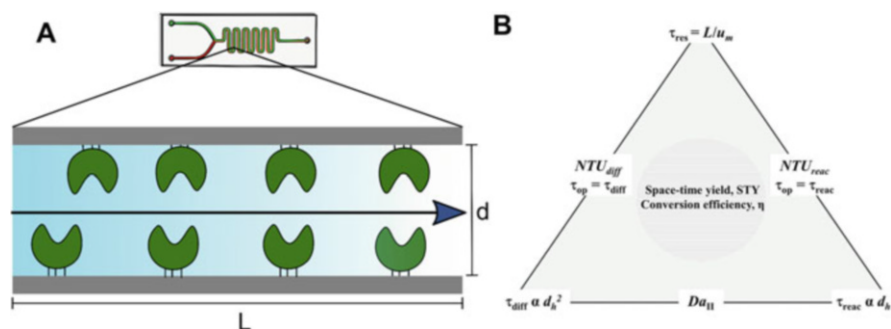 A
d
L
B
τres = L/um
NTUdiff
τop = τdiff
NTUreac
τop = τreac
Space-time yield, STY
Conversion efficiency, η
τdiff α dh²
DaII
τreac α dh